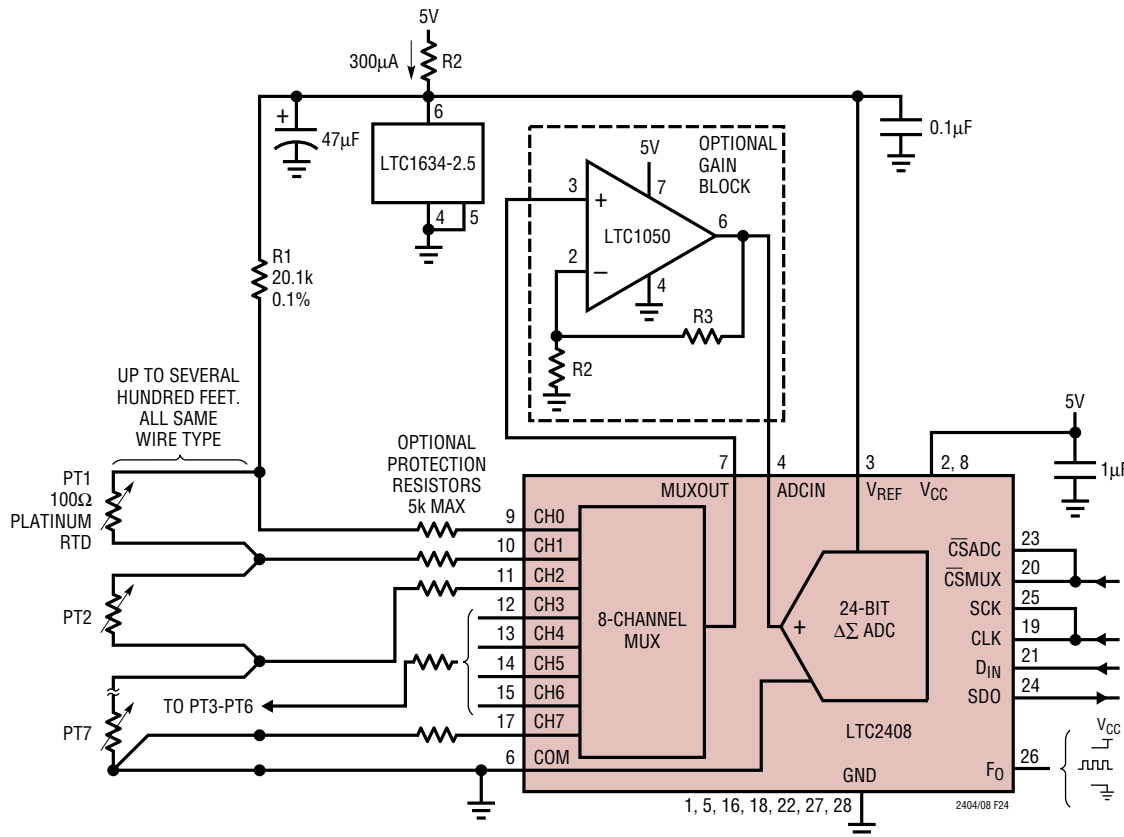 5V
300µA
R2
6
+
47µF
LTC1634-2.5
4
5
0.1µF
OPTIONAL
GAIN
BLOCK
5V
3
7
+
LTC1050
6
2
–
4
R3
R2
R1
20.1k
0.1%
UP TO SEVERAL
HUNDRED FEET.
ALL SAME
WIRE TYPE
PT1
100Ω
PLATINUM
RTD
PT2
PT7
OPTIONAL
PROTECTION
RESISTORS
5k MAX
TO PT3-PT6
5V
1µF
7
4
3
2, 8
MUXOUT
ADCIN
VREF
VCC
9
CH0
10
CH1
11
CH2
12
CH3
13
CH4
14
CH5
15
CH6
17
CH7
6
COM
8-CHANNEL
MUX
+
24-BIT
ΔΣ ADC
CSADC
23
CSMUX
20
SCK
25
CLK
19
DIN
21
SDO
24
LTC2408
VCC
FO
26
GND
1, 5, 16, 18, 22, 27, 28
2404/08 F24